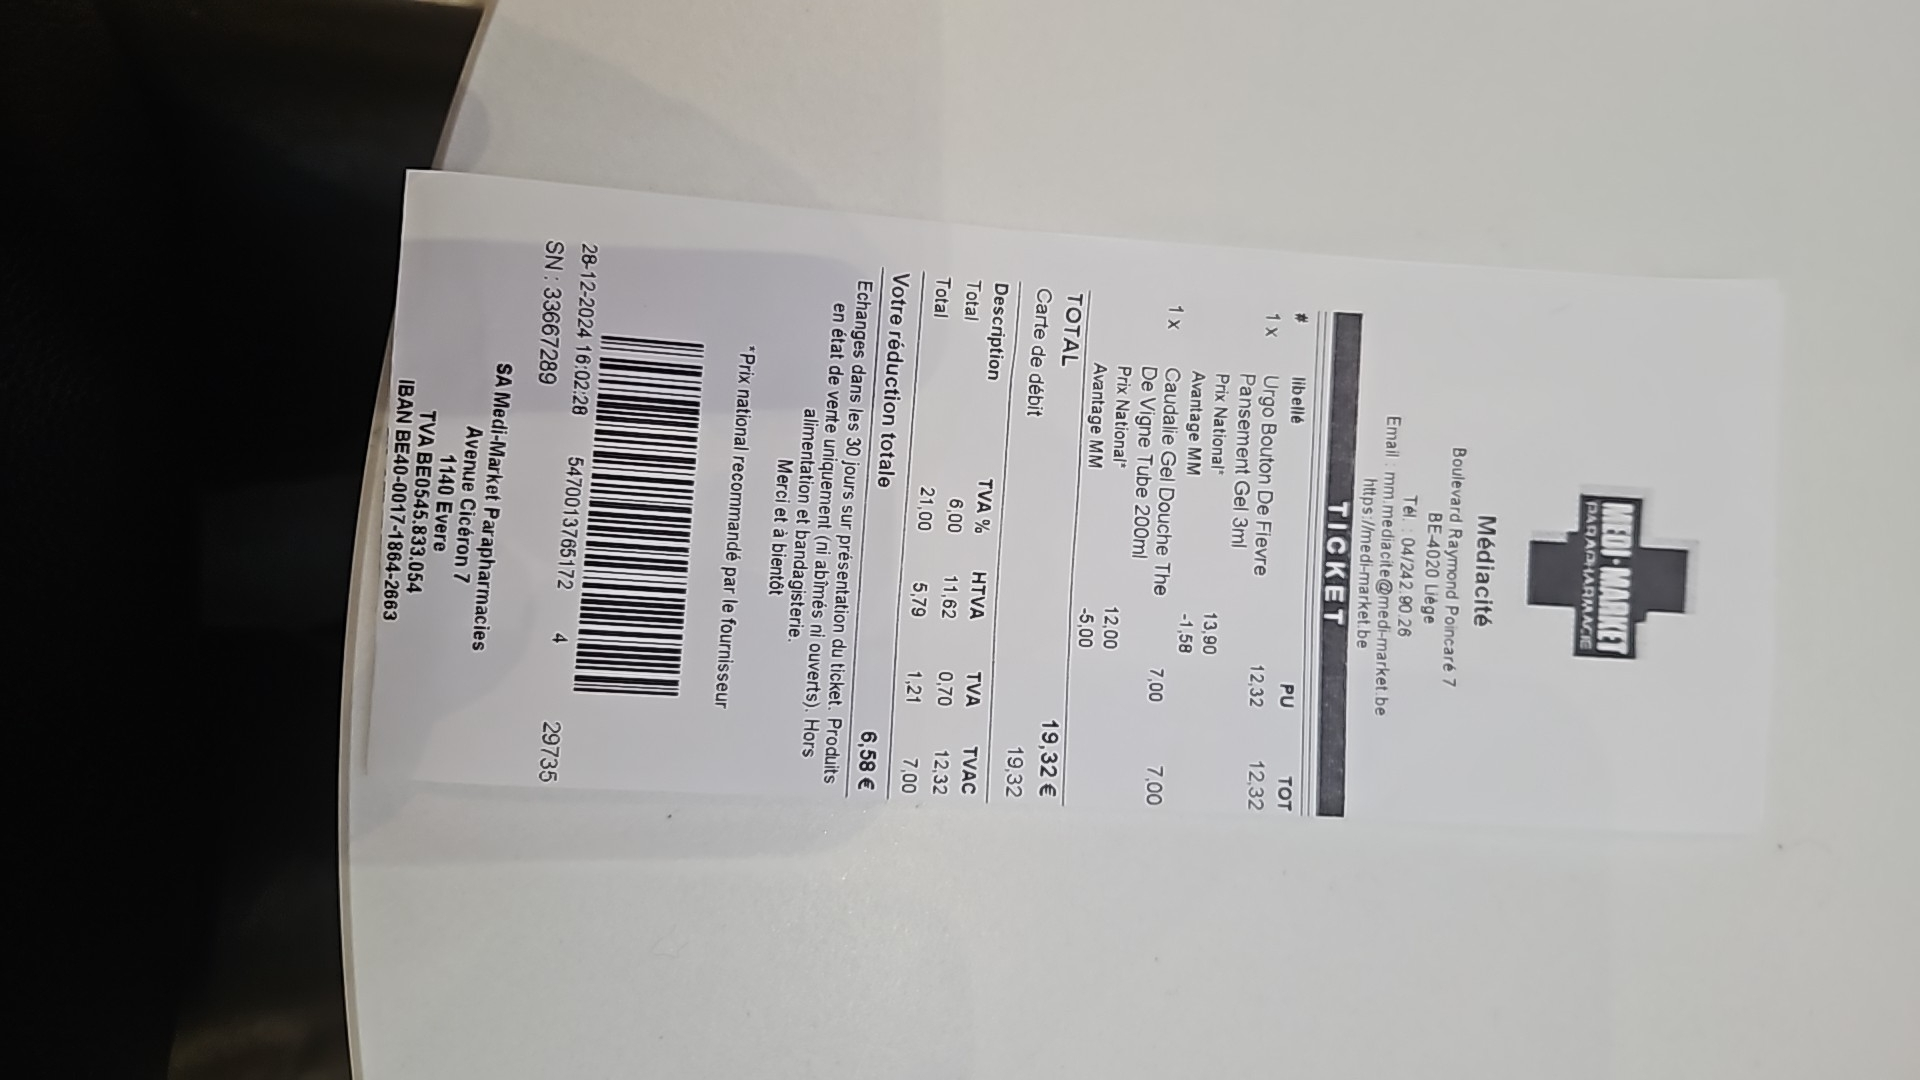 MEDI-MARKET
PARAPHARMACIE
Médiacité
Boulevard Raymond Poincaré 7
BE-4020 Liège
Tél. : 04/242.90.26
Email : mm.mediacite@medi-market.be
https://medi-market.be
TICKET
# libellé PU TOT
1 x Urgo Bouton De Fievre 12,32 12,32
Pansement Gel 3ml
Prix National* 13,90
Avantage MM -1,58
1 x Caudalie Gel Douche The 7,00 7,00
De Vigne Tube 200ml
Prix National* 12,00
Avantage MM -5,00
TOTAL 19,32 €
Carte de débit 19,32
Description TVA % HTVA TVA TVAC
Total 6,00 11,62 0,70 12,32
Total 21,00 5,79 1,21 7,00
Votre réduction totale 6,58 €
Echanges dans les 30 jours sur présentation du ticket. Produits
en état de vente uniquement (ni abîmés ni ouverts). Hors
alimentation et bandagisterie.
Merci et à bientôt
*Prix national recommandé par le fournisseur
28-12-2024 16:02:28 5470013765172 4 29735
SN : 33667289
SA Medi-Market Parapharmacies
Avenue Cicéron 7
1140 Evere
TVA BE0545.833.054
IBAN BE40-0017-1864-2663